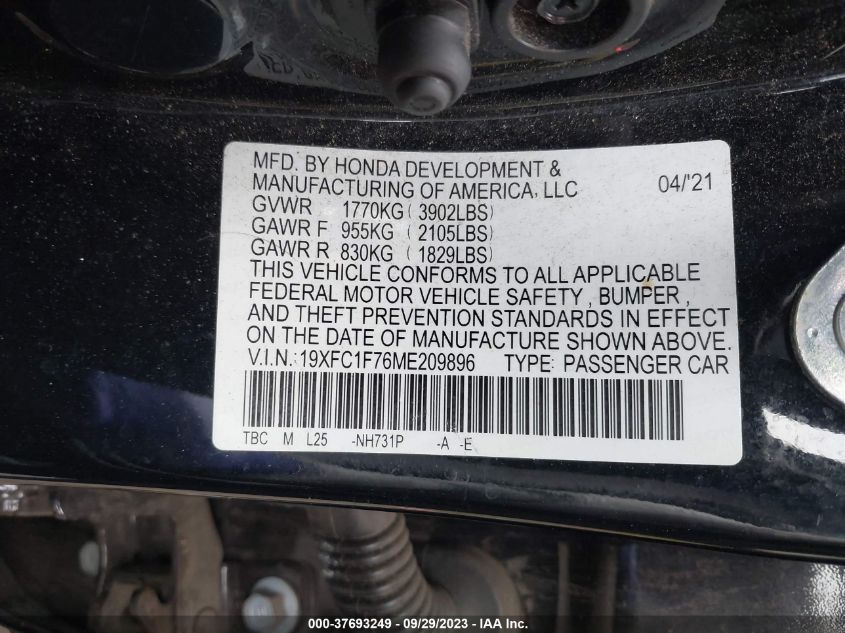 MFD. BY HONDA DEVELOPMENT &
MANUFACTURING OF AMERICA, LLC 04/'21
GVWR 1770KG ( 3902LBS)
GAWR F 955KG ( 2105LBS)
GAWR R 830KG ( 1829LBS)
THIS VEHICLE CONFORMS TO ALL APPLICABLE
FEDERAL MOTOR VEHICLE SAFETY , BUMPER ,
AND THEFT PREVENTION STANDARDS IN EFFECT
ON THE DATE OF MANUFACTURE SHOWN ABOVE.
V.I.N.: 19XFC1F76ME209896 TYPE: PASSENGER CAR
TBC M L25 -NH731P -A -E
000-37693249 - 09/29/2023 - IAA Inc.